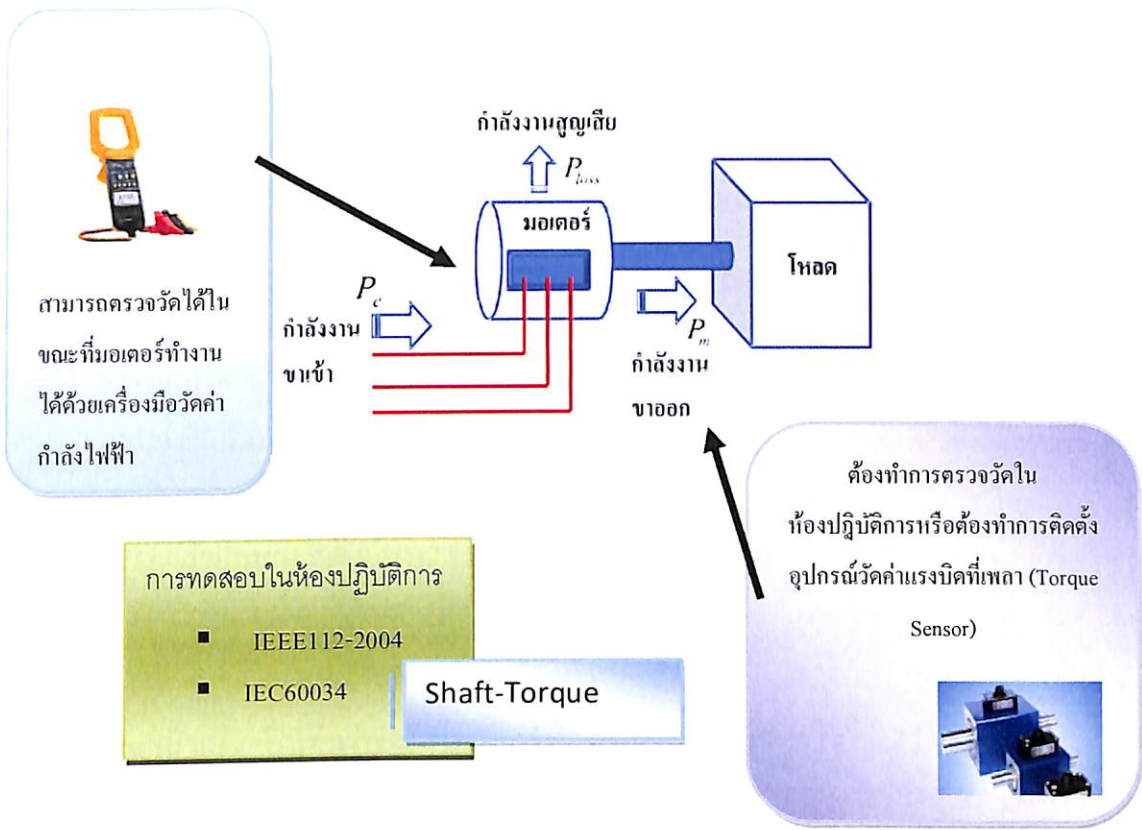 กำลังงานสูญเสีย
P_loss
มอเตอร์
โหลด
P_e
กำลังงาน
ขาเข้า
P_m
กำลังงาน
ขาออก
สามารถตรวจวัดได้ใน
ขณะที่มอเตอร์ทำงาน
ได้ด้วยเครื่องมือวัดค่า
กำลังไฟฟ้า
ต้องทำการตรวจวัดใน
ห้องปฎิบัติการหรือต้องทำการติดตั้ง
อุปกรณ์วัดค่าแรงบิดที่เพลา (Torque
Sensor)
การทดสอบในห้องปฏิบัติการ
▪ IEEE112-2004
▪ IEC60034
Shaft-Torque